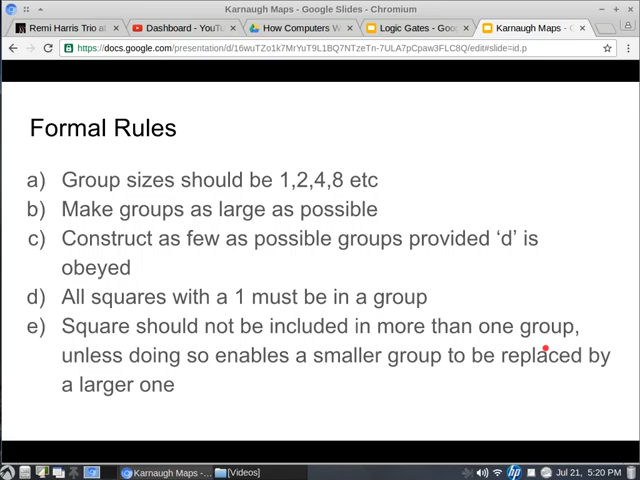 Karnaugh Maps - Google Slides - Chromium
Remi Harris Trio at
Dashboard - YouTu
How Computers W
Logic Gates - Goo
Karnaugh Maps - G
https://docs.google.com/presentation/d/16wuTZo1k7MrYuT9L1BQ7NTzeTn-7ULA7pCpaw3FLC8Q/edit#slide=id.p
Formal Rules
a) Group sizes should be 1,2,4,8 etc
b) Make groups as large as possible
c) Construct as few as possible groups provided ‘d’ is
obeyed
d) All squares with a 1 must be in a group
e) Square should not be included in more than one group,
unless doing so enables a smaller group to be replaced by
a larger one
Karnaugh Maps -...
[Videos]
hp
Jul 21, 5:20 PM